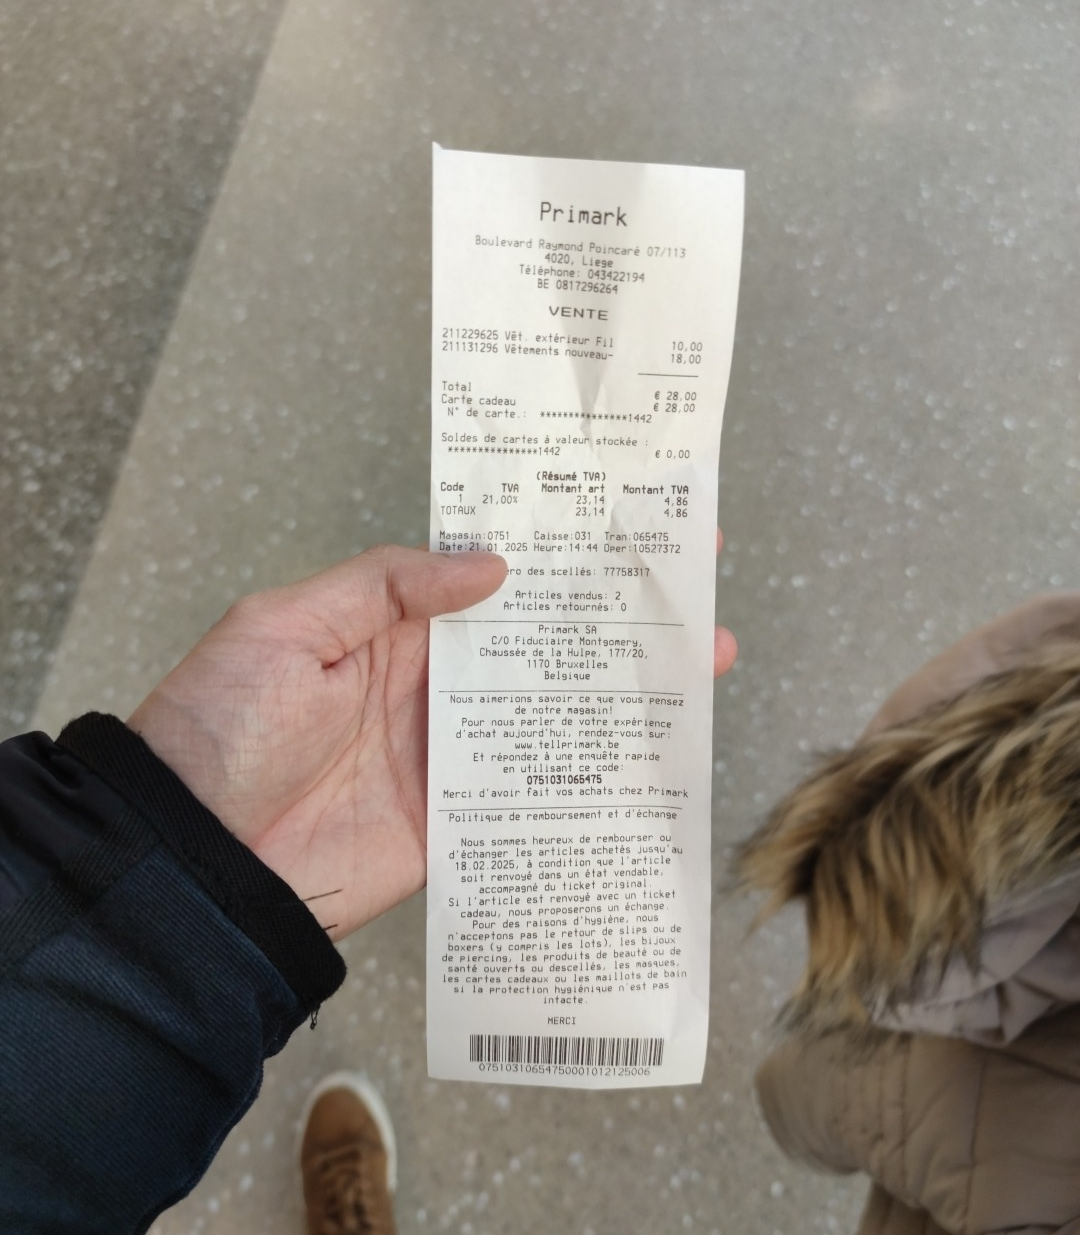 Primark
Boulevard Raymond Poincaré 07/113
4020, Liege
Téléphone: 043422194
BE 0817296264
VENTE
211229625 Vêt. extérieur Fil 10,00
211131296 Vêtements nouveau- 18,00
Total € 28,00
Carte cadeau € 28,00
N° de carte.: ***************1442
Soldes de cartes à valeur stockée :
***************1442 € 0,00
(Résumé TVA)
Code TVA Montant art Montant TVA
1 21,00% 23,14 4,86
TOTAUX 23,14 4,86
Magasin:0751 Caisse:031 Tran:065475
Date:21.01.2025 Heure:14:44 Oper:10527372
des scellés: 77758317
Articles vendus: 2
Articles retournés: 0
Primark SA
C/O Fiduciaire Montgomery,
Chaussée de la Hulpe, 177/20,
1170 Bruxelles
Belgique
Nous aimerions savoir ce que vous pensez
de notre magasin!
Pour nous parler de votre expérience
d'achat aujourd'hui, rendez-vous sur:
www.tellprimark.be
Et répondez à une enquête rapide
en utilisant ce code:
0751031065475
Merci d'avoir fait vos achats chez Primark
Politique de remboursement et d'échange
Nous sommes heureux de rembourser ou
d'échanger les articles achetés jusqu'au
18.02.2025, à condition que l'article
soit renvoyé dans un état vendable,
accompagné du ticket original.
Si l'article est renvoyé avec un ticket
cadeau, nous proposerons un échange.
Pour des raisons d'hygiène, nous
n'acceptons pas le retour de slips ou de
boxers (y compris les lots), les bijoux
de piercing, les produits de beauté ou de
santé ouverts ou descellés, les masques,
les cartes cadeaux ou les maillots de bain
si la protection hygiénique n'est pas
intacte.
MERCI
07510310654750001012125006